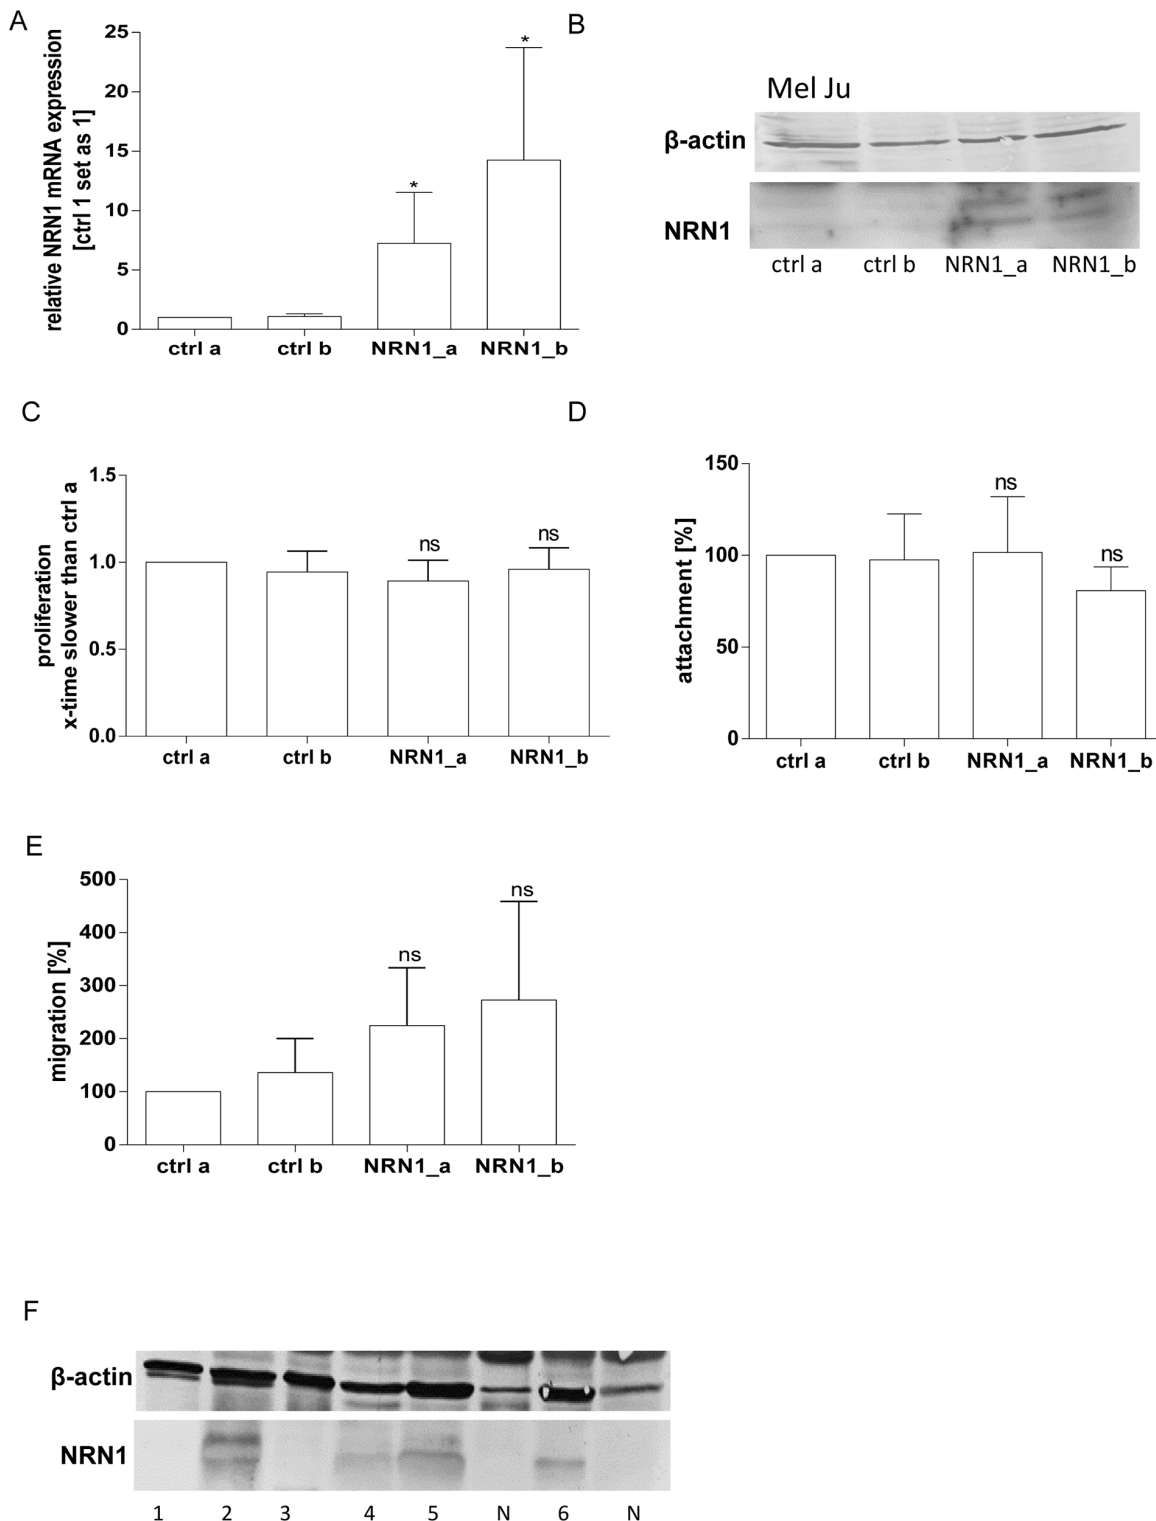 A
relative NRN1 mRNA expression
[ctrl 1 set as 1]
25
20
15
10
5
0
*
*
ctrl a ctrl b NRN1_a NRN1_b
B
Mel Ju
β-actin
NRN1
ctrl a ctrl b NRN1_a NRN1_b
C
proliferation
x-time slower than ctrl a
1.5
1.0
0.5
0.0
ns
ns
ctrl a ctrl b NRN1_a NRN1_b
D
attachment [%]
150
100
50
0
ns
ns
ctrl a ctrl b NRN1_a NRN1_b
E
migration [%]
500
400
300
200
100
0
ns
ns
ctrl a ctrl b NRN1_a NRN1_b
F
β-actin
NRN1
1 2 3 4 5 N 6 N